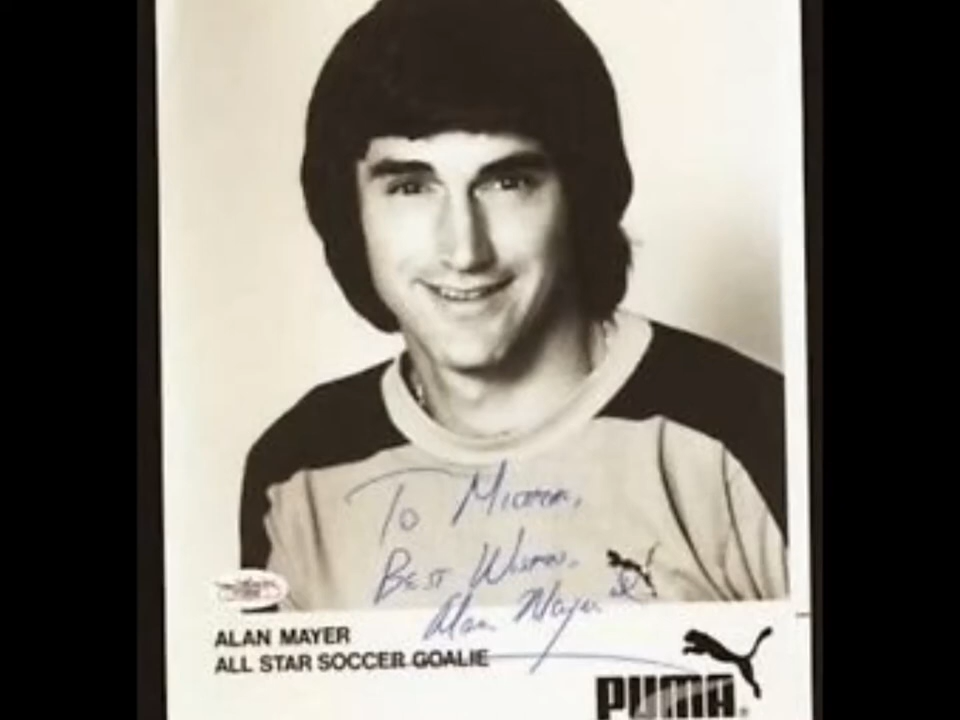 To
Best Wishes,
Alan Mayer
ALAN MAYER
ALL STAR SOCCER GOALIE
PUMA®